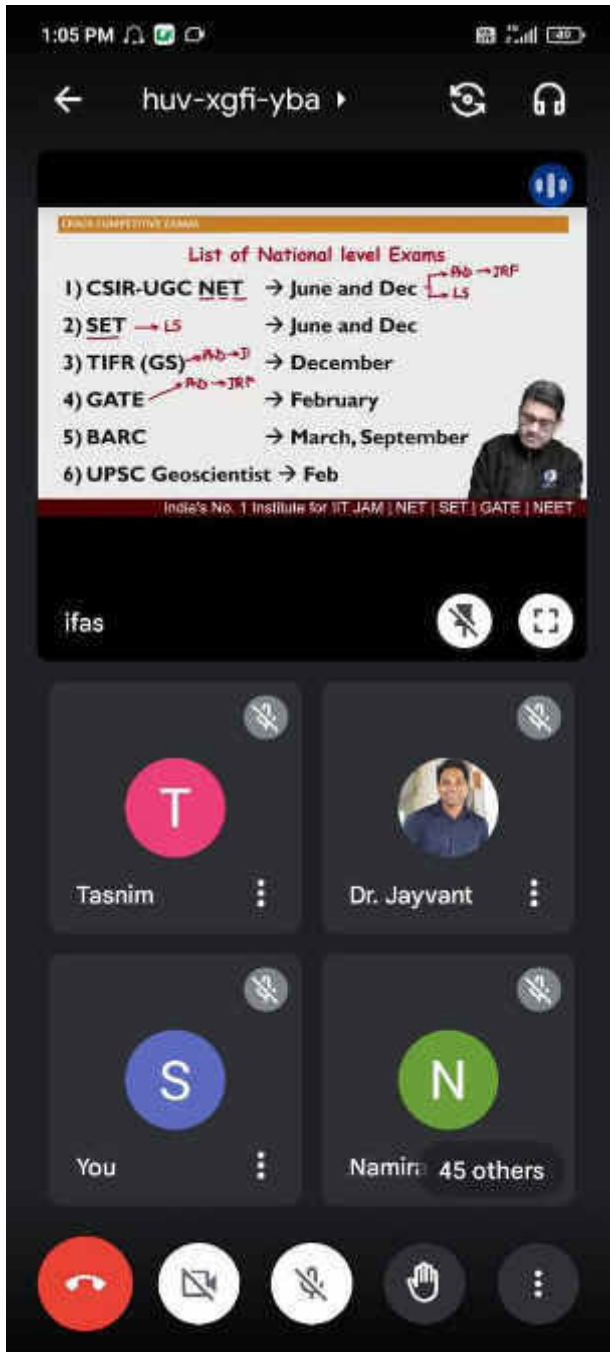 1:05 PM
huv-xgfi-yba
CRACK COMPETITIVE EXAMS
List of National level Exams
1) CSIR-UGC NET → June and Dec → PhD → JRF
→ LS
2) SET → LS → June and Dec
3) TIFR (GS) → PhD → December
4) GATE → PhD → JRF → February
5) BARC → March, September
6) UPSC Geoscientist → Feb
India's No. 1 Institute for IIT JAM | NET | SET | GATE | NEET
ifas
T
Tasnim
Dr. Jayvant
S
You
N
Namira
45 others